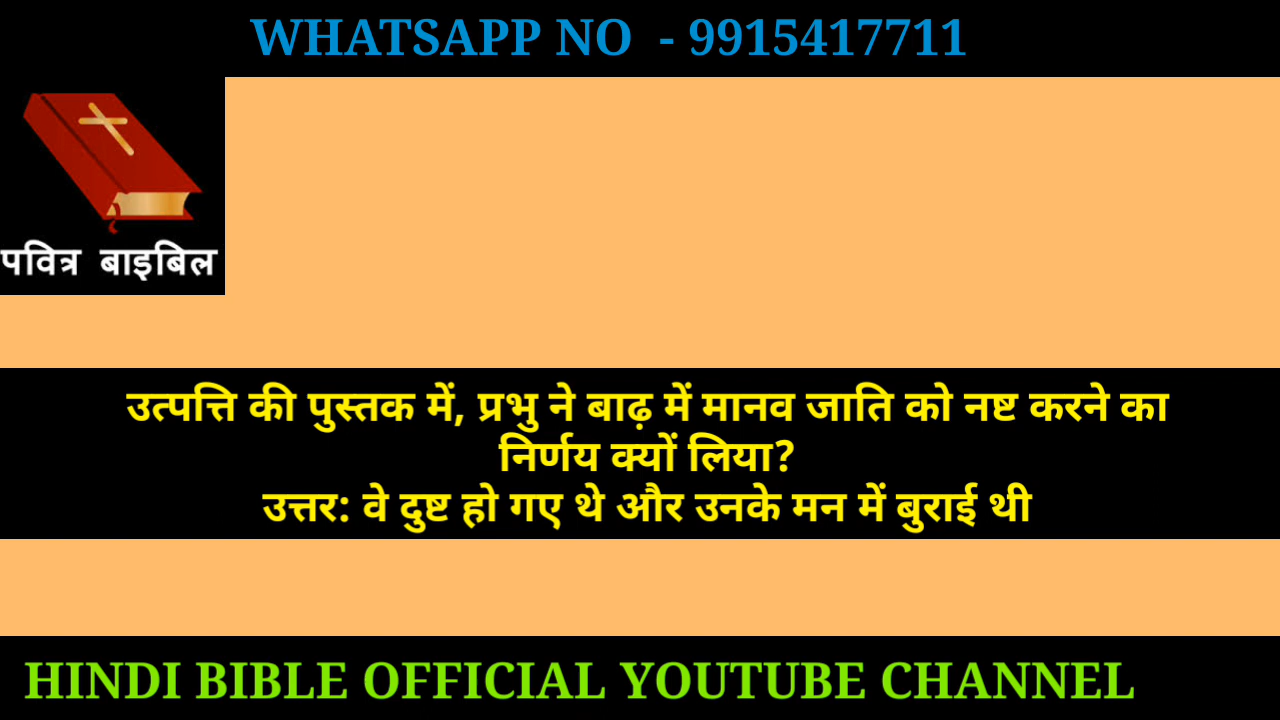 WHATSAPP NO - 9915417711
पवित्र बाइबिल
उत्पत्ति की पुस्तक में, प्रभु ने बाढ़ में मानव जाति को नष्ट करने का
निर्णय क्यों लिया?
उत्तर: वे दुष्ट हो गए थे और उनके मन में बुराई थी
HINDI BIBLE OFFICIAL YOUTUBE CHANNEL